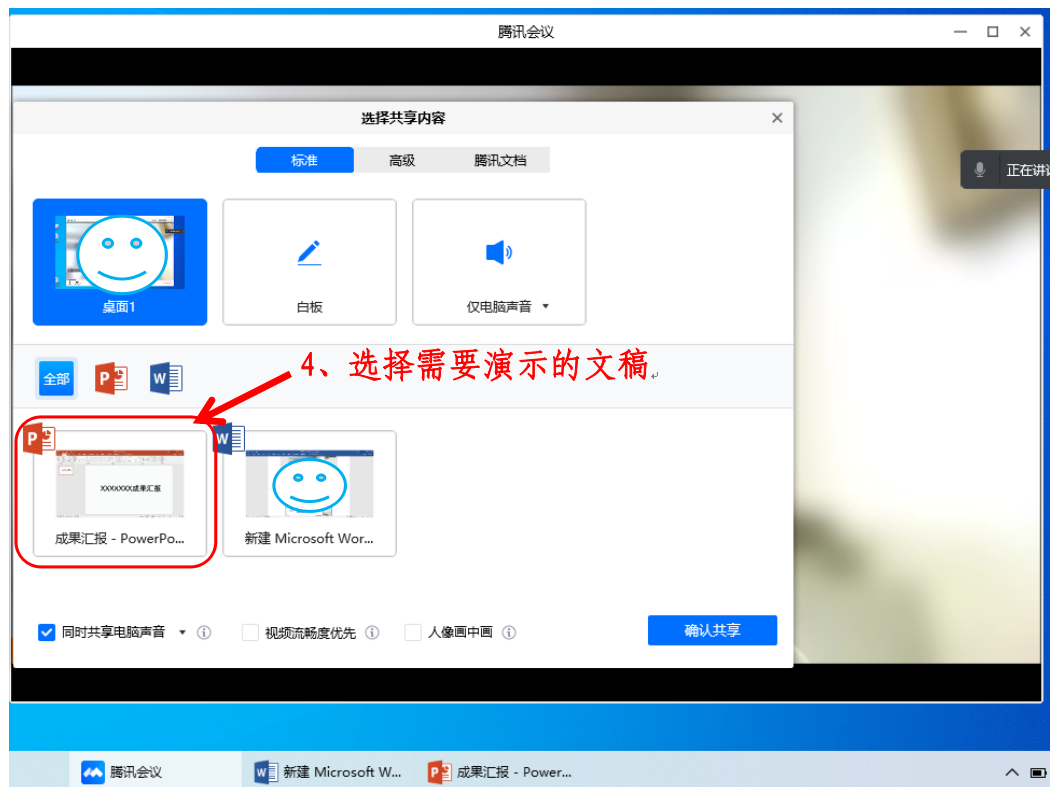 腾讯会议
选择共享内容
标准 高级 腾讯文档
正在讲
桌面1 白板 仅电脑声音
4、选择需要演示的文稿。
全部
XXXXXXX成果汇报
成果汇报 - PowerPo... 新建 Microsoft Wor...
同时共享电脑声音 视频流畅度优先 人像画中画 确认共享
腾讯会议 新建 Microsoft W... 成果汇报 - Power...